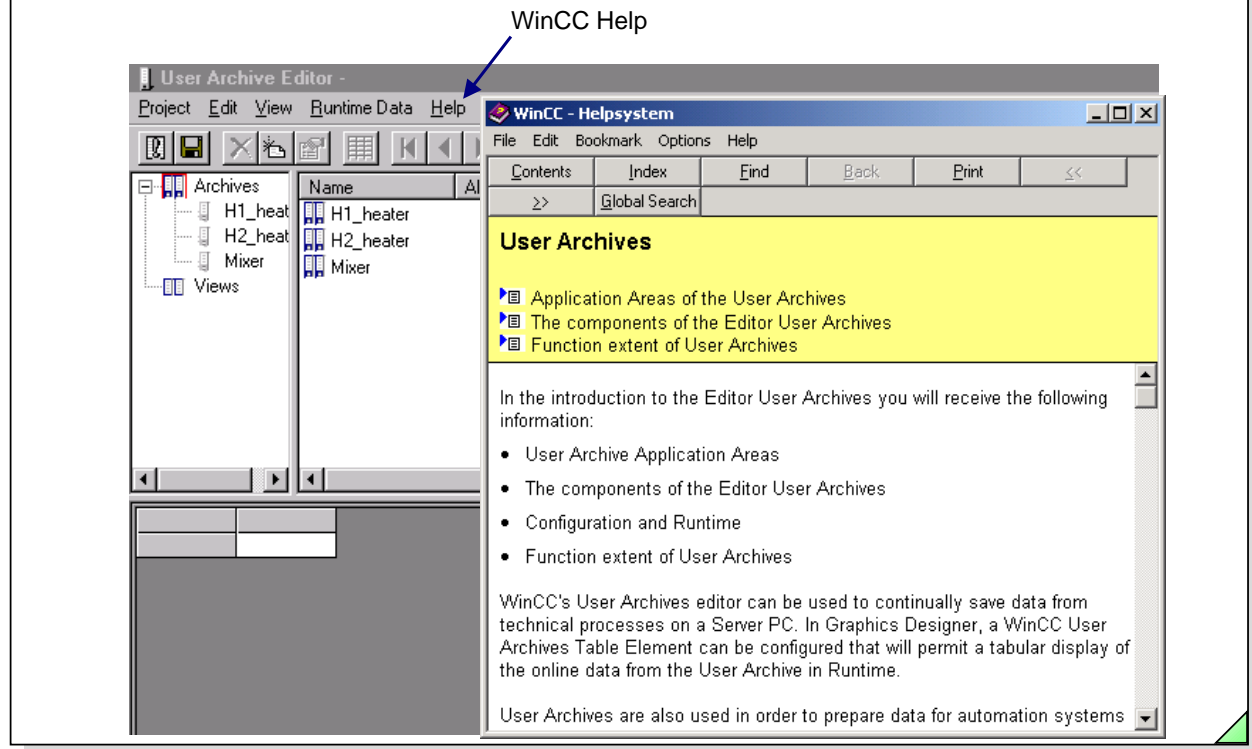 WinCC Help
User Archive Editor -
Project Edit View Runtime Data Help
Archives
H1_heat
H2_heat
Mixer
Views
Name Al
H1_heater
H2_heater
Mixer
WinCC - Helpsystem
File Edit Bookmark Options Help
Contents Index Find Back Print <<
>> Global Search
User Archives
Application Areas of the User Archives
The components of the Editor User Archives
Function extent of User Archives
In the introduction to the Editor User Archives you will receive the following
information:
• User Archive Application Areas
• The components of the Editor User Archives
• Configuration and Runtime
• Function extent of User Archives
WinCC's User Archives editor can be used to continually save data from
technical processes on a Server PC. In Graphics Designer, a WinCC User
Archives Table Element can be configured that will permit a tabular display of
the online data from the User Archive in Runtime.
User Archives are also used in order to prepare data for automation systems